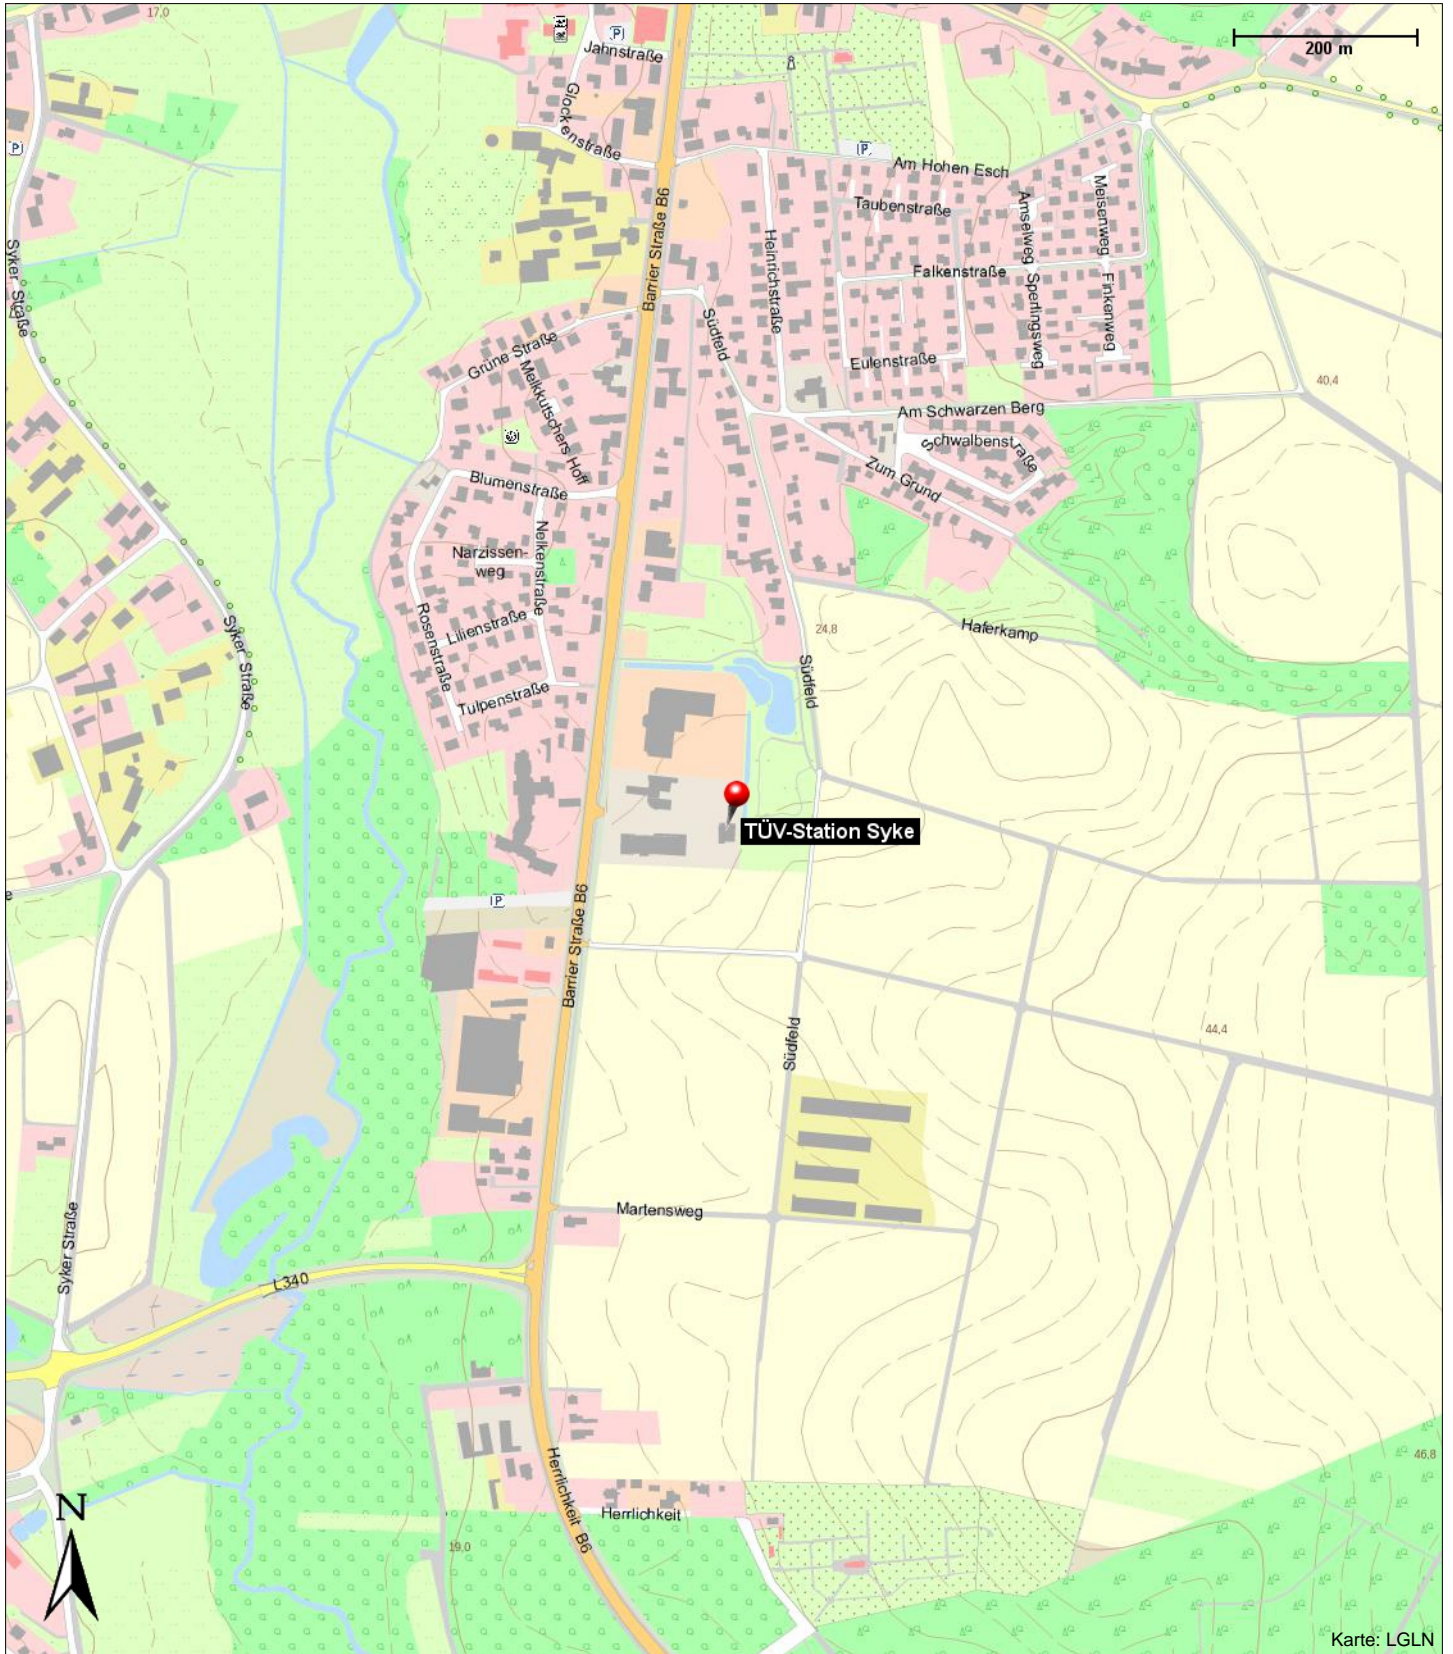 17,0
P
Jahnstraße
200 m
Glockenstraße
P
P
Am Hohen Esch
Taubenstraße
Amselweg
Meisenweg
Syker Straße
Barrier Straße B6
Heinrichstraße
Falkenstraße
Sperlingsweg
Finkenweg
Südfeld
Grüne Straße
Melkkutschers Hoff
Eulenstraße
40,4
Am Schwarzen Berg
Schwalbenstraße
Zum Grund
Blumenstraße
Nelkenstraße
Narzissen-
weg
Rosenstraße
Lilienstraße
Syker Straße
24,8
Haferkamp
Südfeld
Tulpenstraße
TÜV-Station Syke
e
P
Barrier Straße B6
44,4
Südfeld
Martensweg
Syker Straße
L340
Herrlichkeit B6
46,8
N
Herrlichkeit
19,0
Karte: LGLN